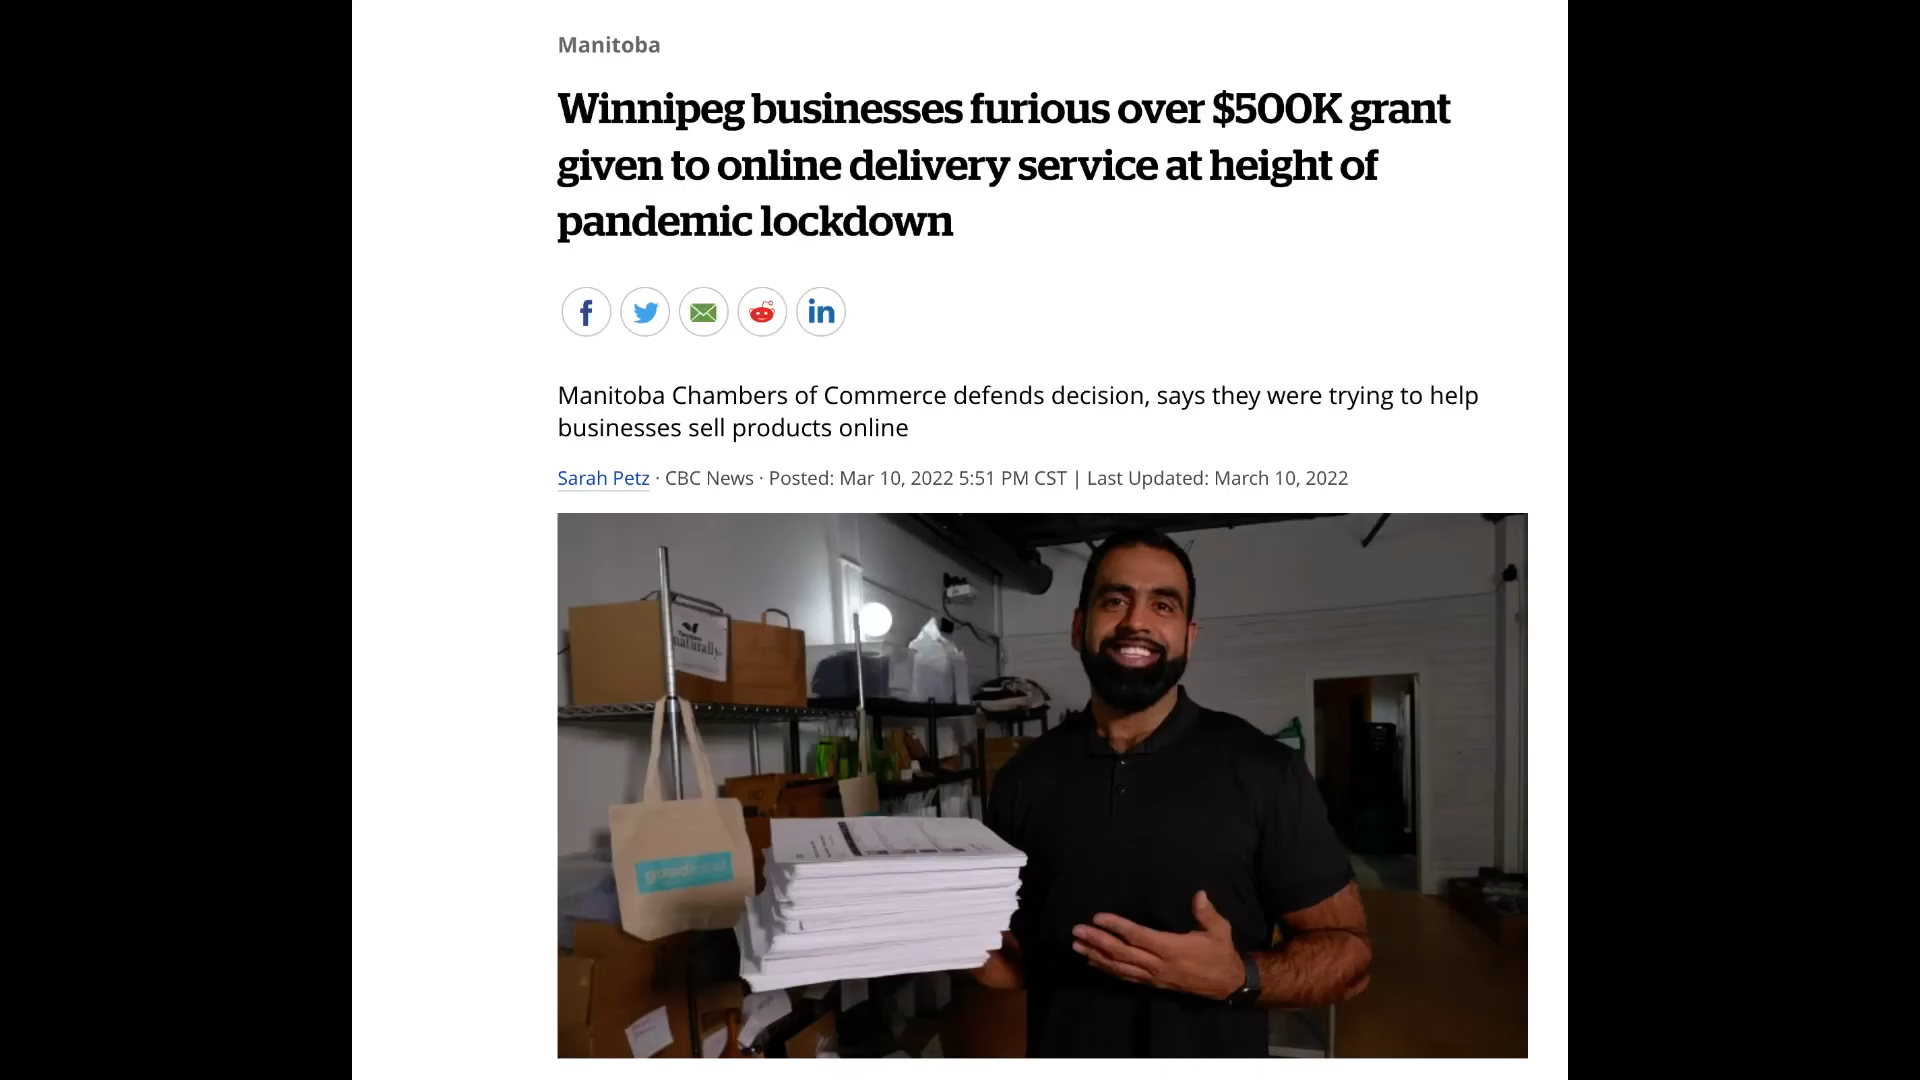 Manitoba
Winnipeg businesses furious over $500K grant
given to online delivery service at height of
pandemic lockdown
Manitoba Chambers of Commerce defends decision, says they were trying to help
businesses sell products online
Sarah Petz · CBC News · Posted: Mar 10, 2022 5:51 PM CST | Last Updated: March 10, 2022
naturally
good